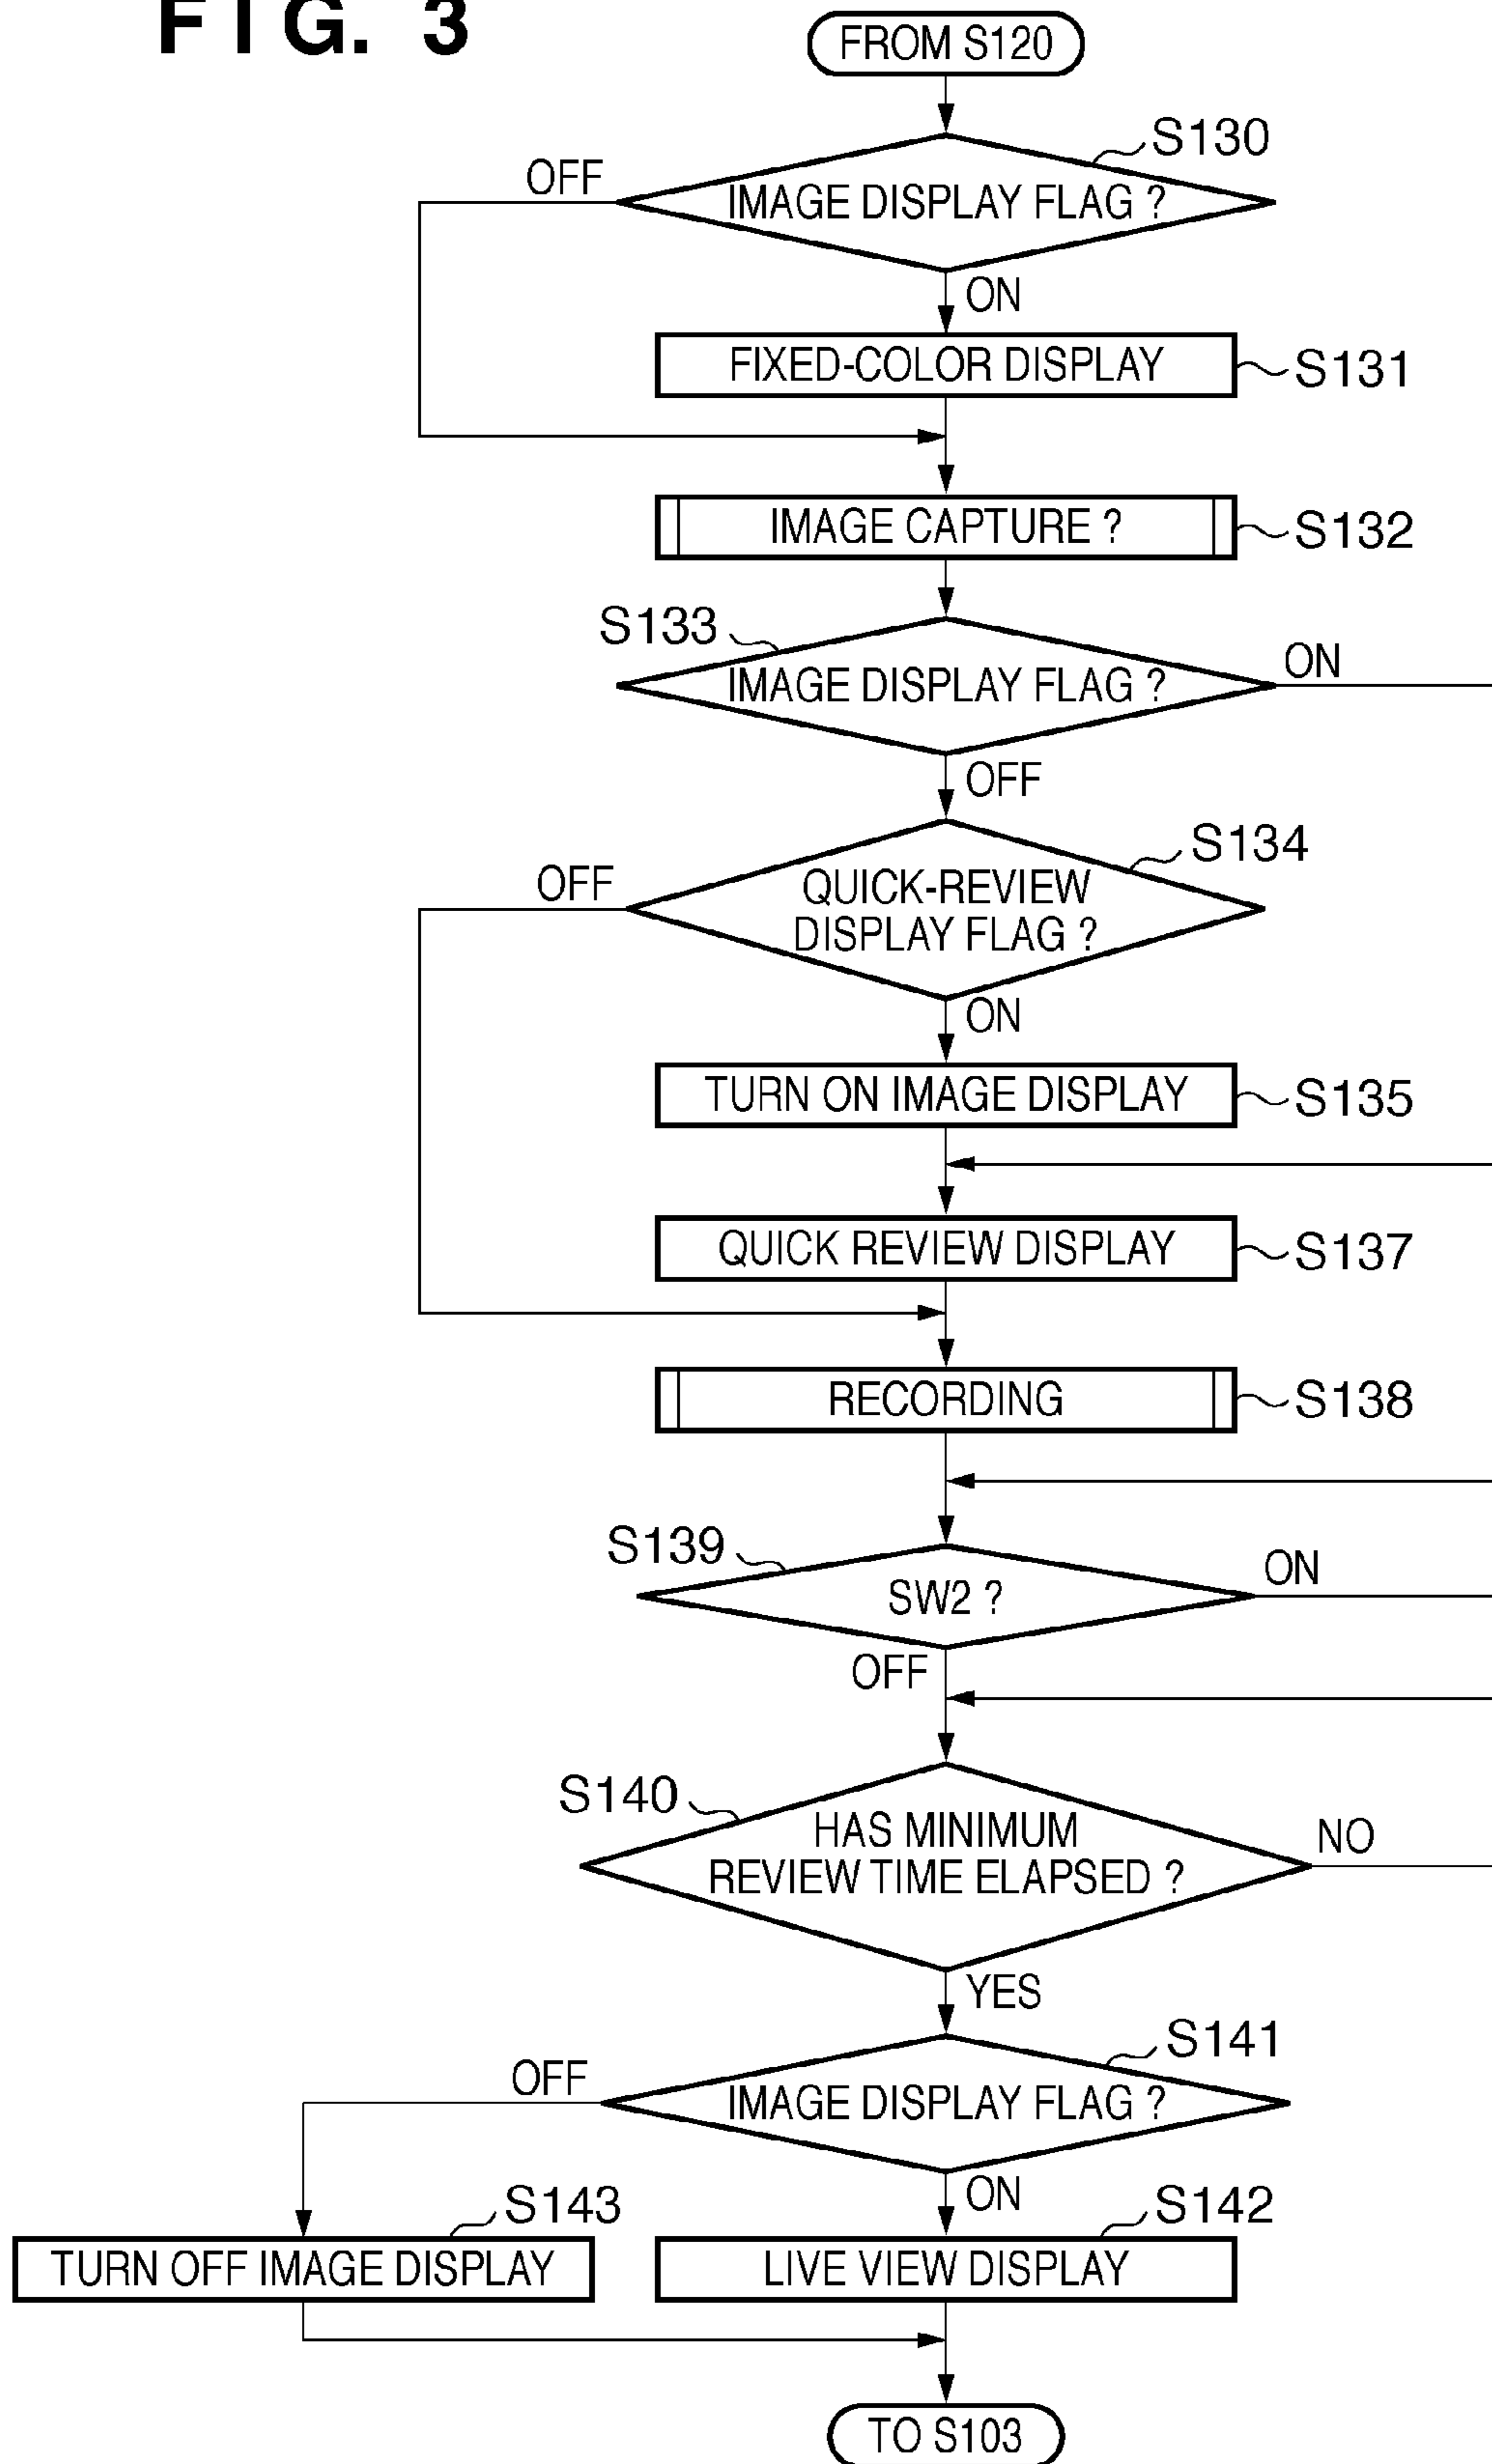 FIG. 3
FROM S120
S130
OFF
IMAGE DISPLAY FLAG ?
ON
FIXED-COLOR DISPLAY
S131
IMAGE CAPTURE ?
S132
S133
ON
IMAGE DISPLAY FLAG ?
OFF
S134
OFF
QUICK-REVIEW
DISPLAY FLAG ?
ON
TURN ON IMAGE DISPLAY
S135
QUICK REVIEW DISPLAY
S137
RECORDING
S138
S139
ON
SW2 ?
OFF
S140
HAS MINIMUM
NO
REVIEW TIME ELAPSED ?
YES
S141
OFF
IMAGE DISPLAY FLAG ?
ON
S143
S142
TURN OFF IMAGE DISPLAY
LIVE VIEW DISPLAY
TO S103